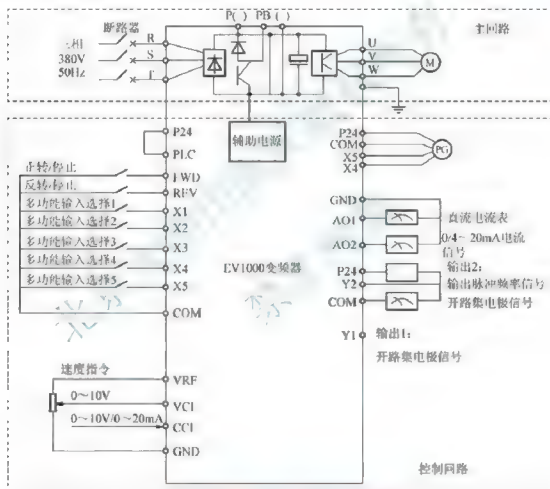 断路器
P( )
PB( )
主回路
三相
380V
50Hz
R
S
T
U
V
W
M
辅助电源
P24
PLC
正转/停止
FWD
反转/停止
REV
多功能输入选择1
X1
多功能输入选择2
X2
多功能输入选择3
X3
多功能输入选择4
X4
多功能输入选择5
X5
COM
EV1000变频器
P24
COM
X5
X4
PG
GND
AO1
直流电流表
AO2
0/4~20mA电流
信号
P24
输出2:
Y2
输出脉冲频率信号
COM
开路集电极信号
Y1
输出1:
开路集电极信号
速度指令
VRF
0~10V
VCI
0~10V/0~20mA
CCI
GND
控制回路